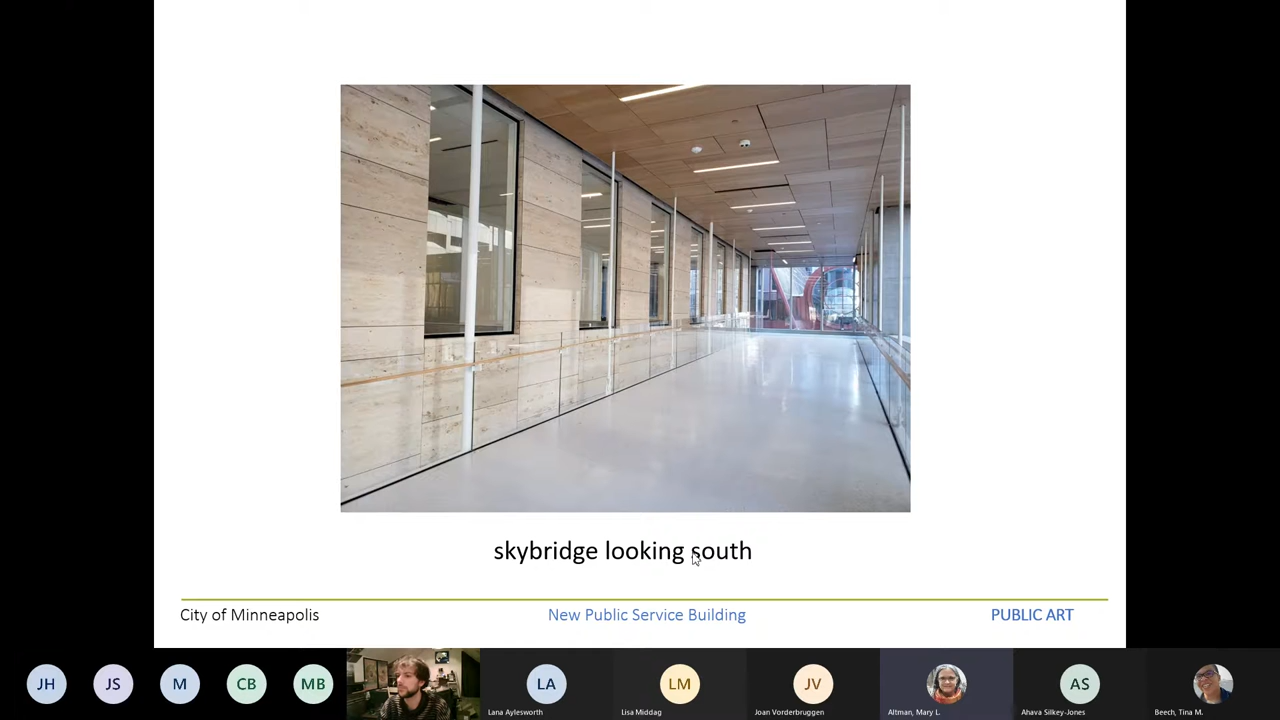 skybridge looking south
City of Minneapolis
New Public Service Building
PUBLIC ART
JH
JS
M
CB
MB
LA
LM
JV
AS
Lana Aylesworth
Lisa Middag
Joan Vorderbruggen
Altman, Mary L.
Ahava Silkey-Jones
Beech, Tina M.